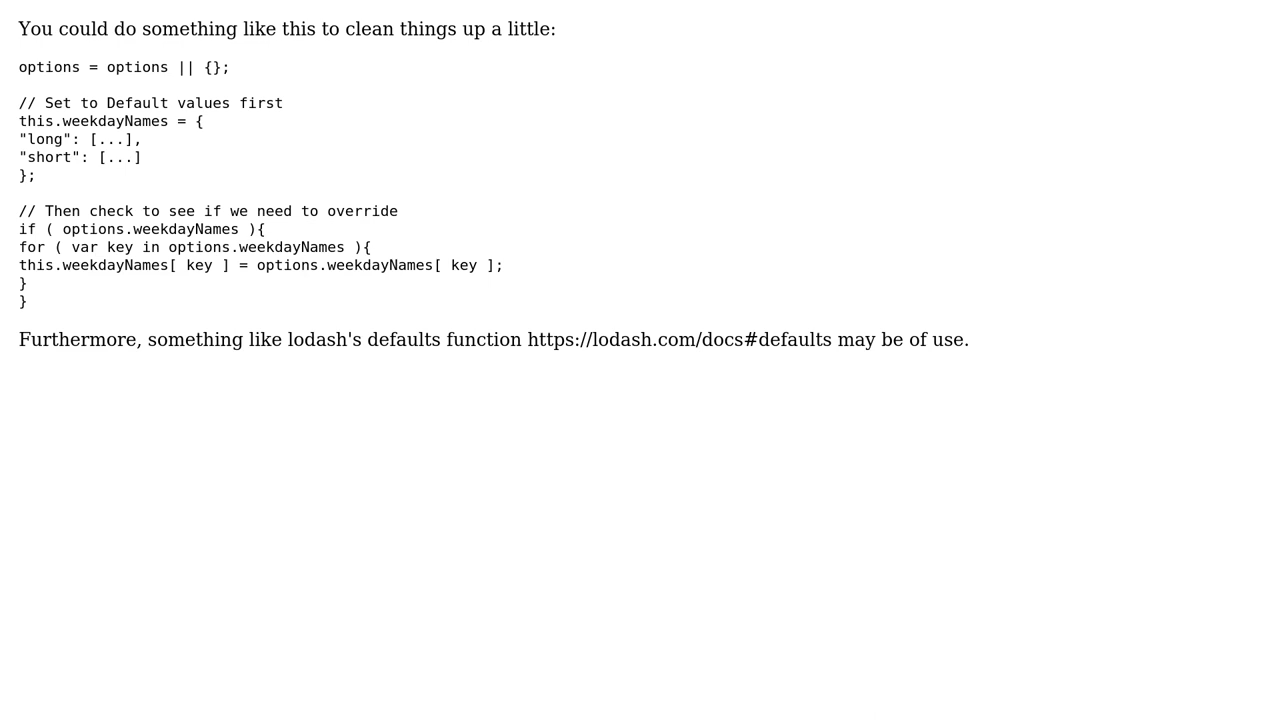 You could do something like this to clean things up a little:
options = options || {};
// Set to Default values first
this.weekdayNames = {
"long": [...],
"short": [...]
};
// Then check to see if we need to override
if ( options.weekdayNames ){
for ( var key in options.weekdayNames ){
this.weekdayNames[ key ] = options.weekdayNames[ key ];
}
}
Furthermore, something like lodash's defaults function https://lodash.com/docs#defaults may be of use.